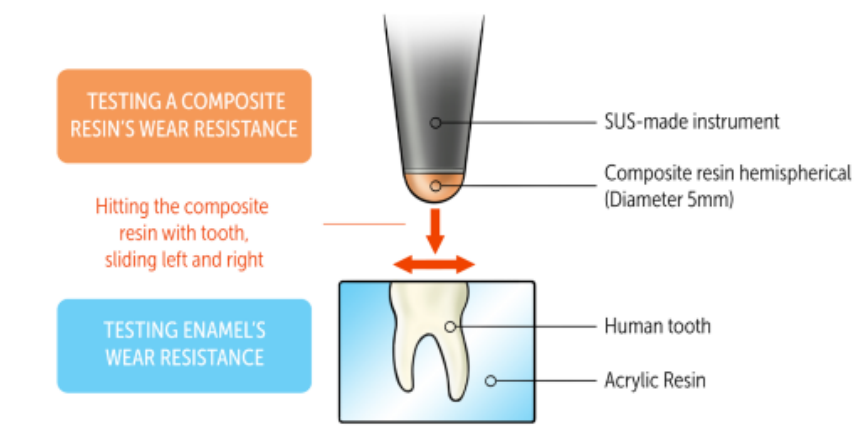 TESTING A COMPOSITE
RESIN'S WEAR RESISTANCE
Hitting the composite
resin with tooth,
sliding left and right
TESTING ENAMEL'S
WEAR RESISTANCE
SUS-made instrument
Composite resin hemispherical
(Diameter 5mm)
Human tooth
Acrylic Resin